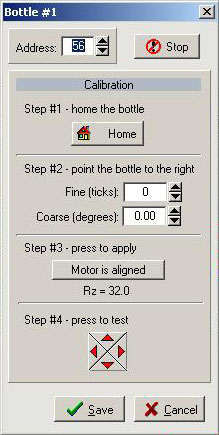 Bottle #1
Address: 56 Stop
Calibration
Step #1 - home the bottle
Home
Step #2 - point the bottle to the right
Fine (ticks): 0
Coarse (degrees): 0.00
Step #3 - press to apply
Motor is aligned
Rz = 32.0
Step #4 - press to test
Save Cancel